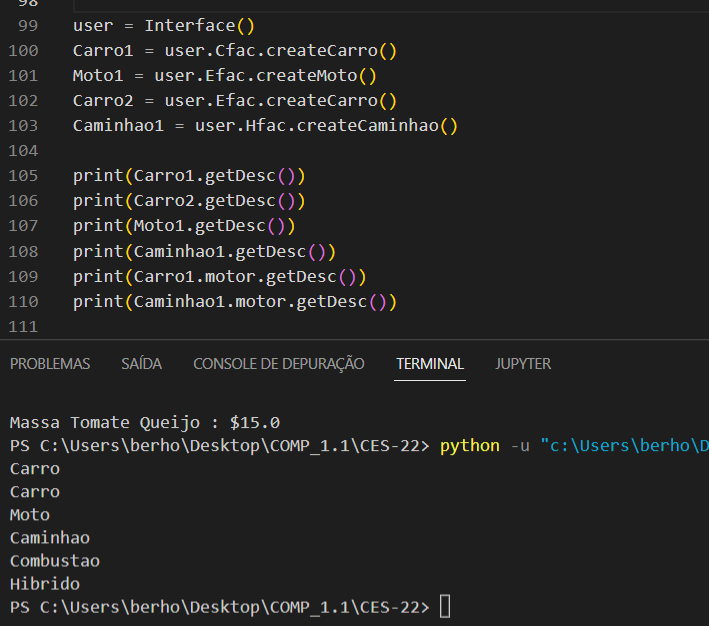 98
99 user = Interface()
100 Carro1 = user.Cfac.createCarro()
101 Moto1 = user.Efac.createMoto()
102 Carro2 = user.Efac.createCarro()
103 Caminhao1 = user.Hfac.createCaminhao()
104
105 print(Carro1.getDesc())
106 print(Carro2.getDesc())
107 print(Moto1.getDesc())
108 print(Caminhao1.getDesc())
109 print(Carro1.motor.getDesc())
110 print(Caminhao1.motor.getDesc())
111
PROBLEMAS SAÍDA CONSOLE DE DEPURAÇÃO TERMINAL JUPYTER
Massa Tomate Queijo : $15.0
PS C:\Users\berho\Desktop\COMP_1.1\CES-22> python -u "c:\Users\berho\D
Carro
Carro
Moto
Caminhao
Combustao
Hibrido
PS C:\Users\berho\Desktop\COMP_1.1\CES-22>